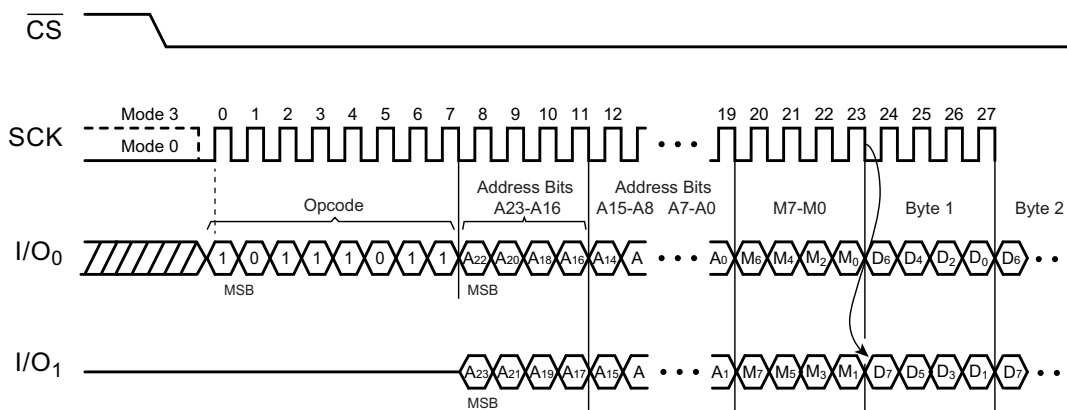 CS
Mode 3
0 1 2 3 4 5 6 7 8 9 10 11 12 19 20 21 22 23 24 25 26 27
SCK
Mode 0
Opcode
Address Bits
A23-A16
Address Bits
A15-A8 A7-A0
M7-M0
Byte 1
Byte 2
I/O0
1 0 1 1 1 0 1 1 A22 A20 A18 A16 A14 A A0 M6 M4 M2 M0 D6 D4 D2 D0 D6
MSB MSB
I/O1
A23 A21 A19 A17 A15 A A1 M7 M5 M3 M1 D7 D5 D3 D1 D7
MSB